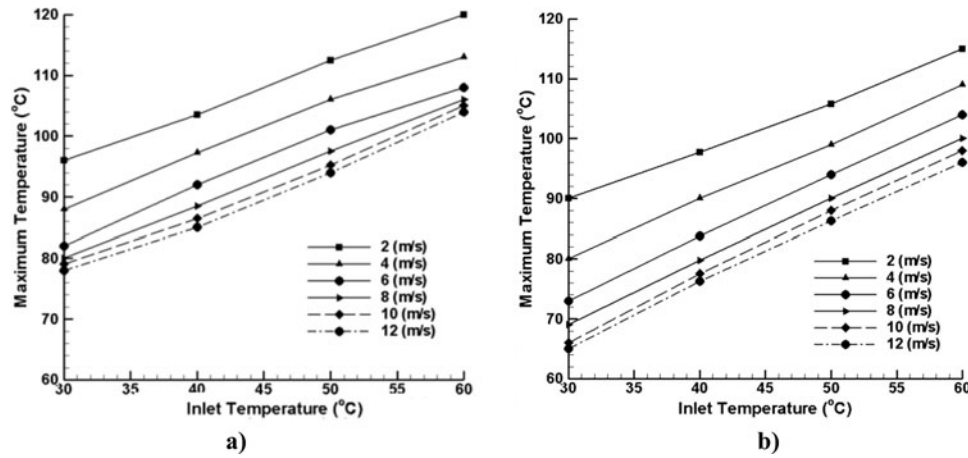 120
110
100
90
80
70
60
Maximum Temperature (°C)
2 (m/s)
4 (m/s)
6 (m/s)
8 (m/s)
10 (m/s)
12 (m/s)
30 35 40 45 50 55 60
Inlet Temperature (°C)
a)
120
110
100
90
80
70
60
Maximum Temperature (°C)
2 (m/s)
4 (m/s)
6 (m/s)
8 (m/s)
10 (m/s)
12 (m/s)
30 35 40 45 50 55 60
Inlet Temperature (°C)
b)